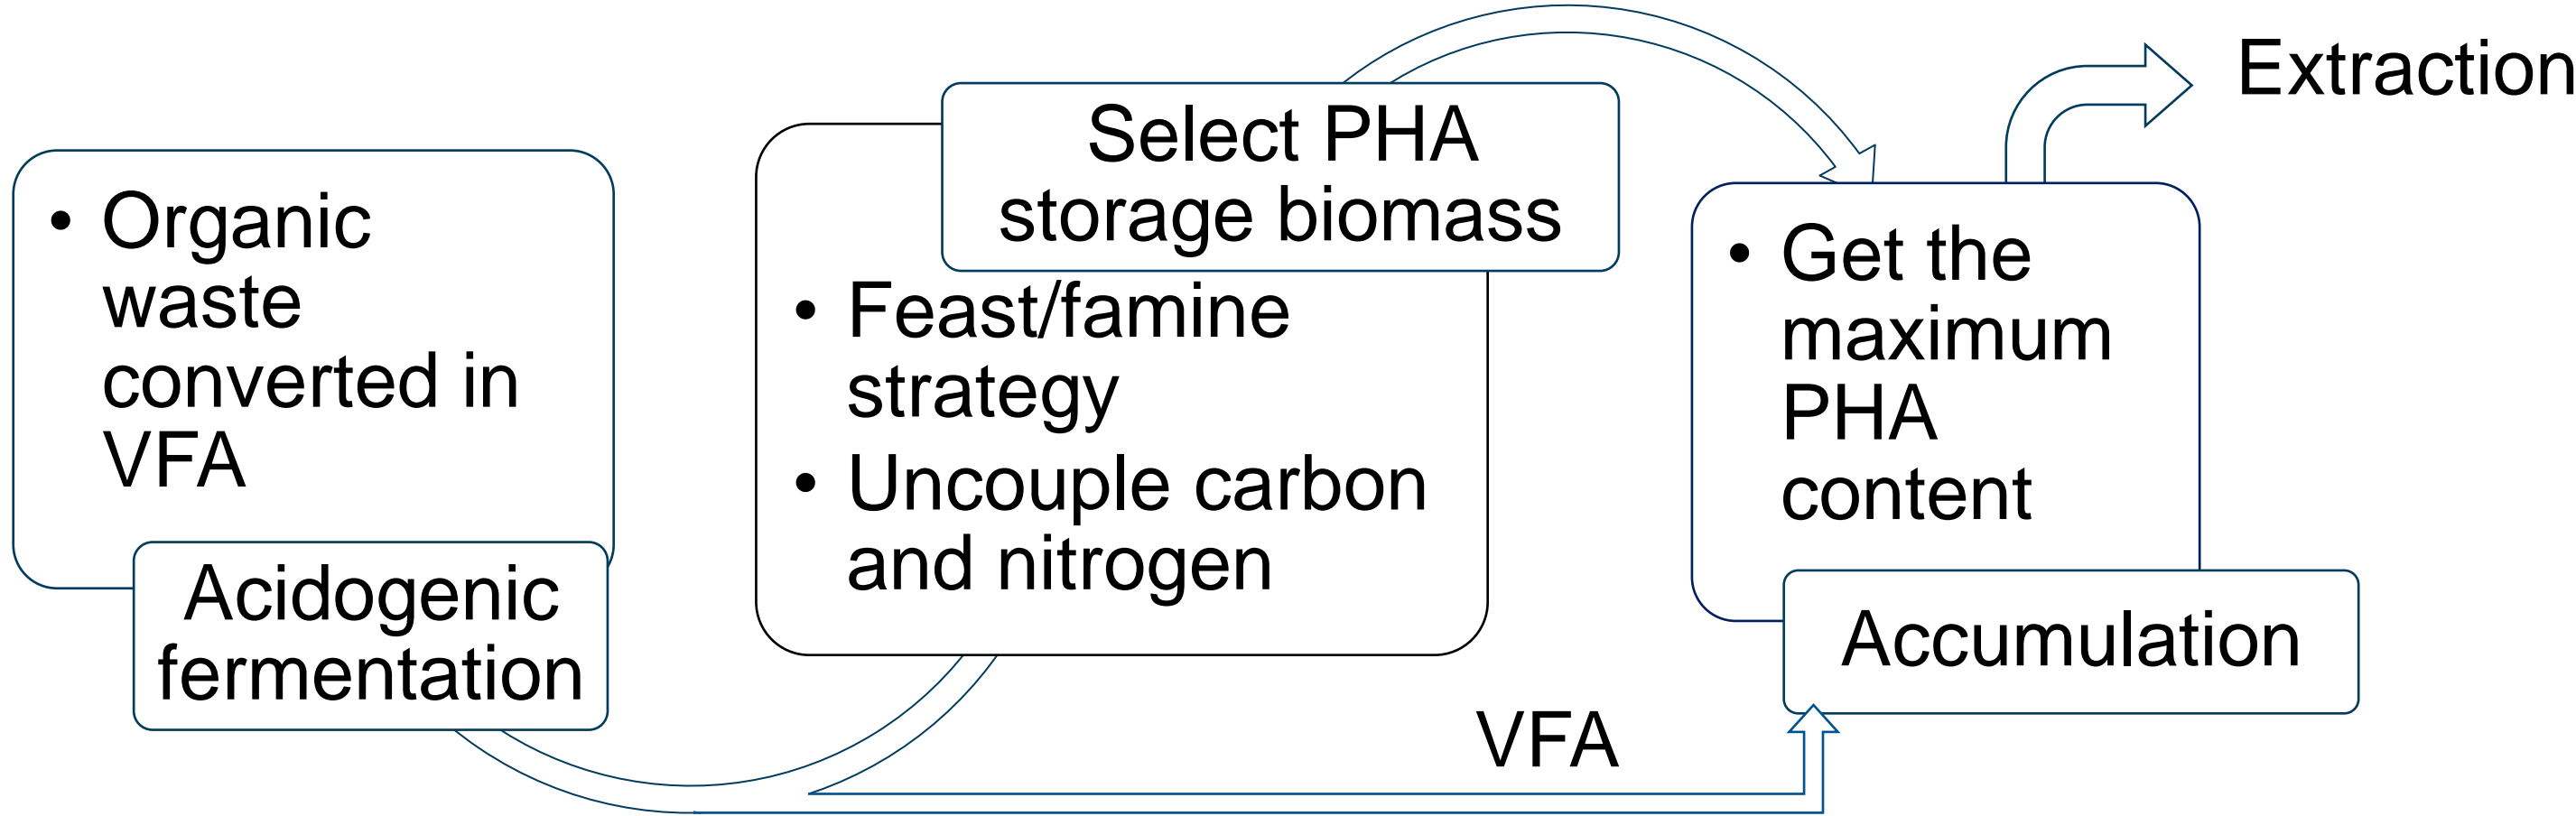 • Organic
waste
converted in
VFA
Acidogenic
fermentation
Select PHA
storage biomass
• Feast/famine
strategy
• Uncouple carbon
and nitrogen
VFA
• Get the
maximum
PHA
content
Accumulation
Extraction